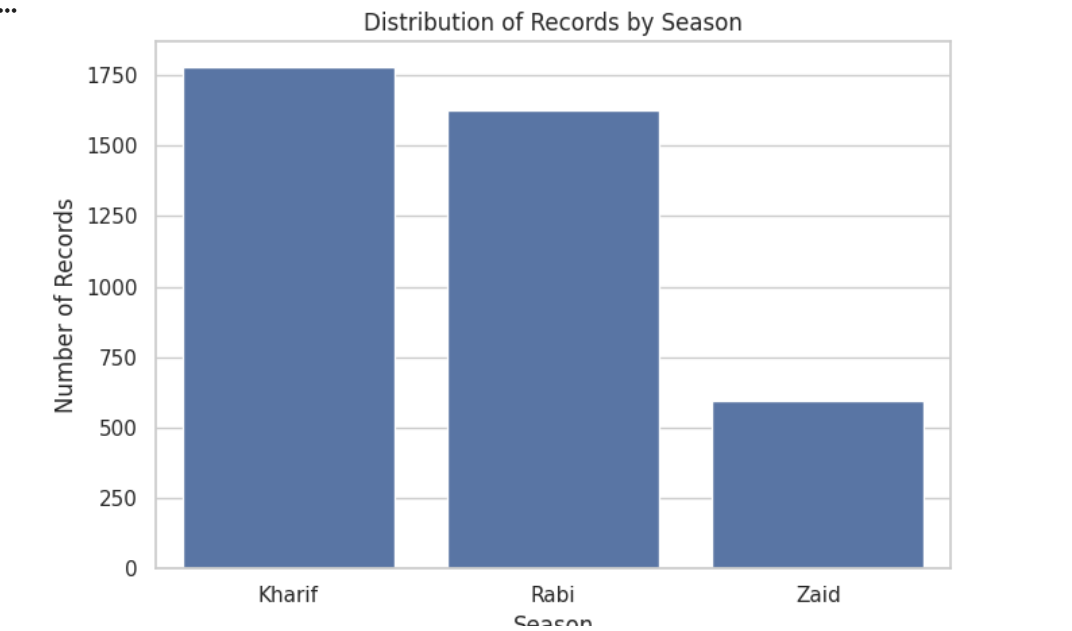 ...
Distribution of Records by Season
Number of Records
1750
1500
1250
1000
750
500
250
0
Kharif Rabi Zaid
Season